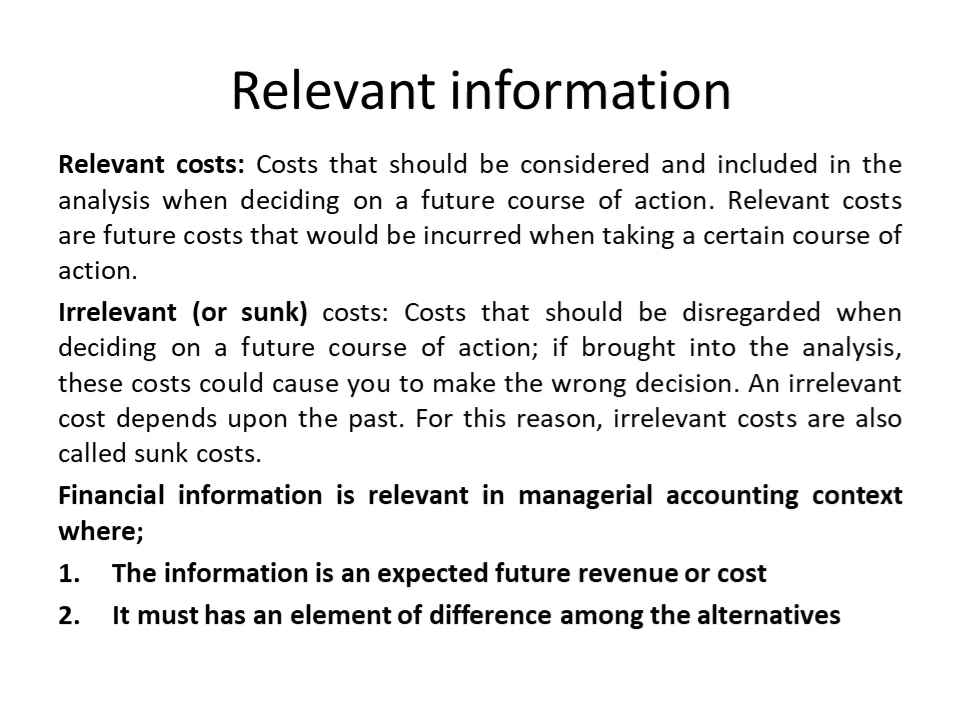 Relevant information
Relevant costs: Costs that should be considered and included in the
analysis when deciding on a future course of action. Relevant costs
are future costs that would be incurred when taking a certain course of
action.
Irrelevant (or sunk) costs: Costs that should be disregarded when
deciding on a future course of action; if brought into the analysis,
these costs could cause you to make the wrong decision. An irrelevant
cost depends upon the past. For this reason, irrelevant costs are also
called sunk costs.
Financial information is relevant in managerial accounting context
where;
1. The information is an expected future revenue or cost
2. It must has an element of difference among the alternatives